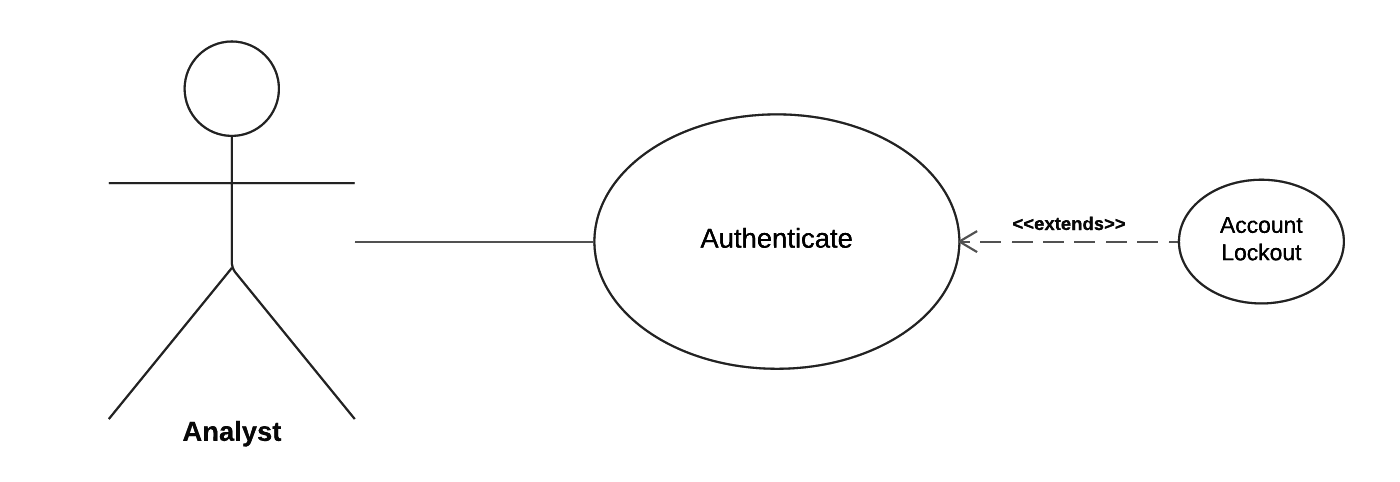 Authenticate
<<extends>>
Account
Lockout
Analyst